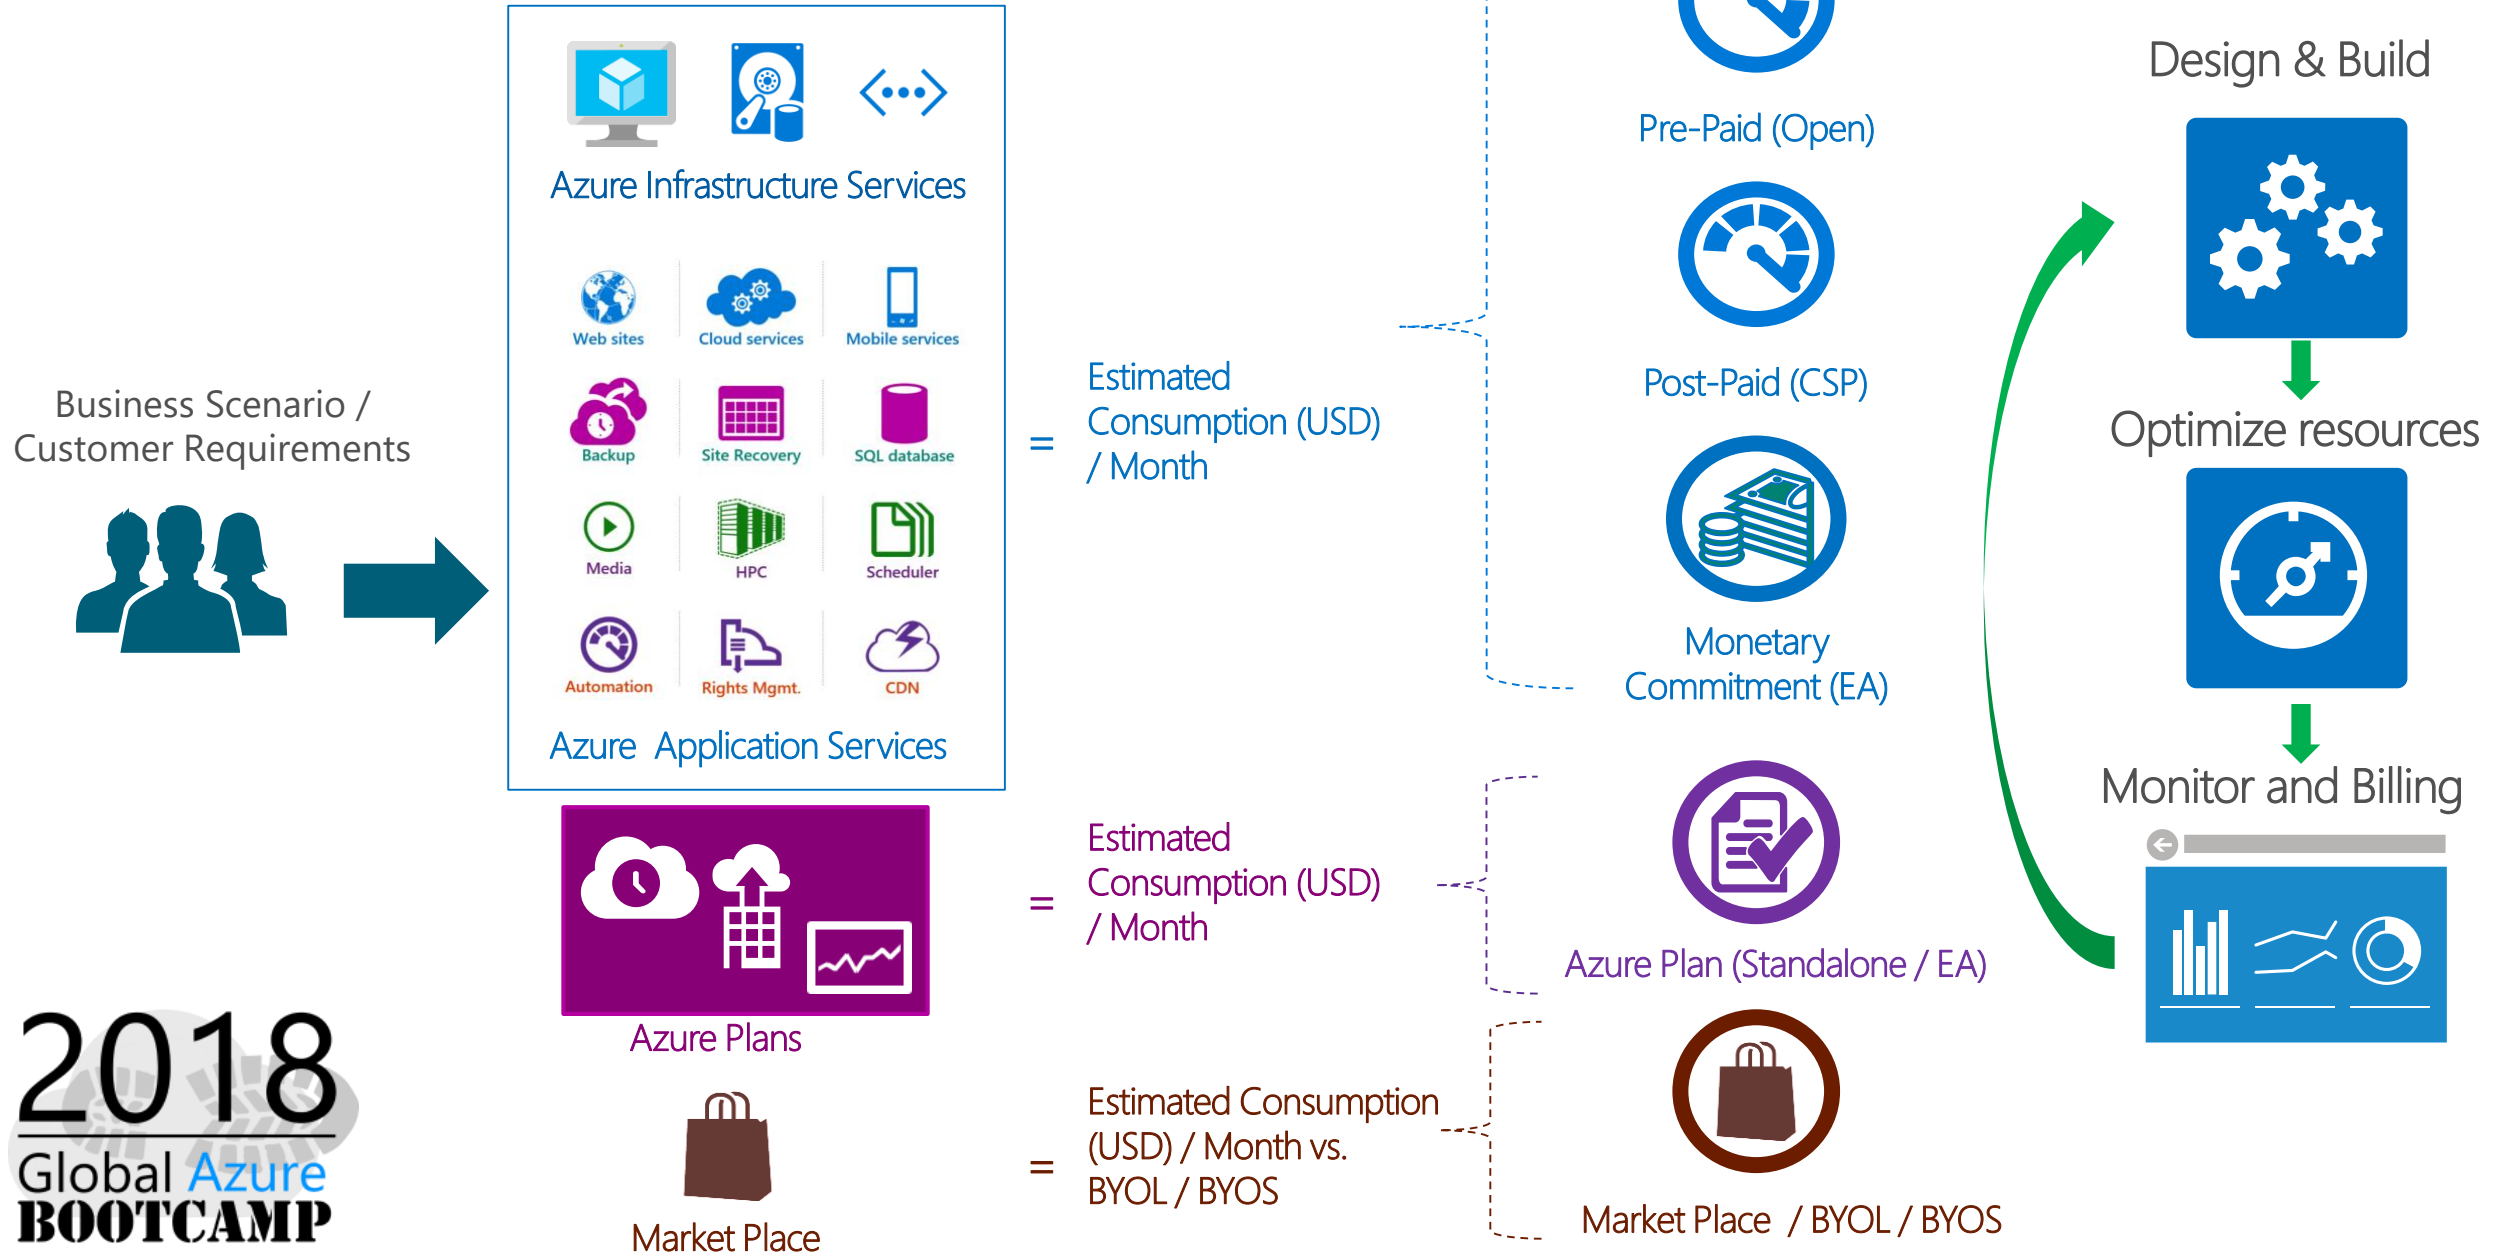 Business Scenario /
Customer Requirements
Azure Infrastructure Services
Web sites
Cloud services
Mobile services
Backup
Site Recovery
SQL database
Media
HPC
Scheduler
Automation
Rights Mgmt.
CDN
Azure Application Services
Azure Plans
Market Place
=
Estimated
Consumption (USD)
/ Month
=
Estimated
Consumption (USD)
/ Month
=
Estimated Consumption
(USD) / Month vs.
BYOL / BYOS
Pre-Paid (Open)
Post-Paid (CSP)
Monetary
Commitment (EA)
Azure Plan (Standalone / EA)
Market Place / BYOL / BYOS
Design & Build
Optimize resources
Monitor and Billing
2018
Global Azure
BOOTCAMP